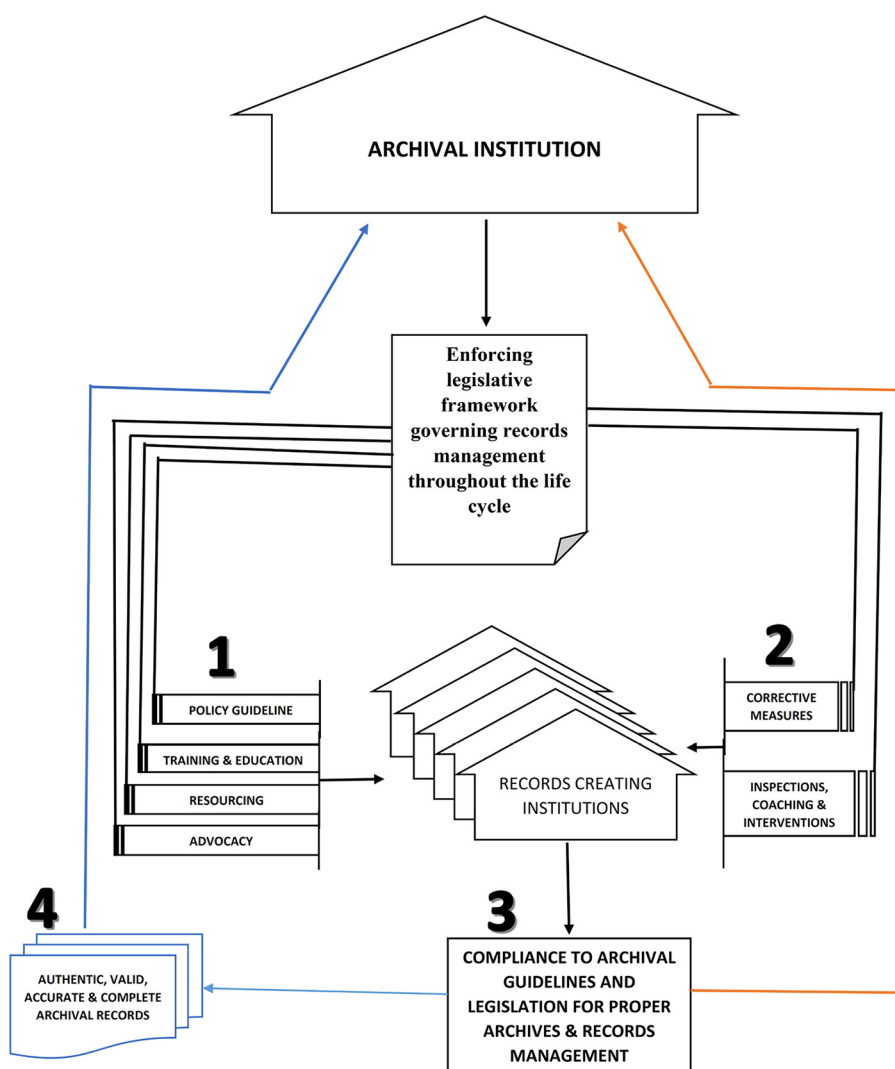 ARCHIVAL INSTITUTION
Enforcing
legislative
framework
governing records
management
throughout the life
cycle
1
POLICY GUIDELINE
TRAINING & EDUCATION
RESOURCING
ADVOCACY
RECORDS CREATING
INSTITUTIONS
2
CORRECTIVE
MEASURES
INSPECTIONS,
COACHING &
INTERVENTIONS
4
AUTHENTIC, VALID,
ACCURATE & COMPLETE
ARCHIVAL RECORDS
3
COMPLIANCE TO ARCHIVAL
GUIDELINES AND
LEGISLATION FOR PROPER
ARCHIVES & RECORDS
MANAGEMENT